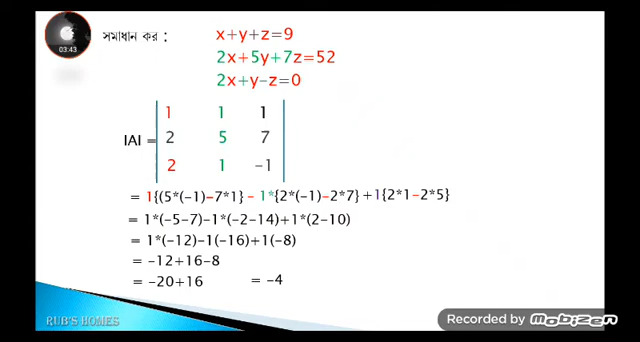 03:43
সমাধান কর :
x+y+z=9
2x+5y+7z=52
2x+y-z=0
1 1 1
IAI = 2 5 7
2 1 -1
= 1{(5*(-1)-7*1} - 1*{2*(-1)-2*7} +1{2*1-2*5}
= 1*(-5-7)-1*(-2-14)+1*(2-10)
= 1*(-12)-1(-16)+1(-8)
= -12+16-8
= -20+16 = -4
RUB'S HOMES
Recorded by Mobizen